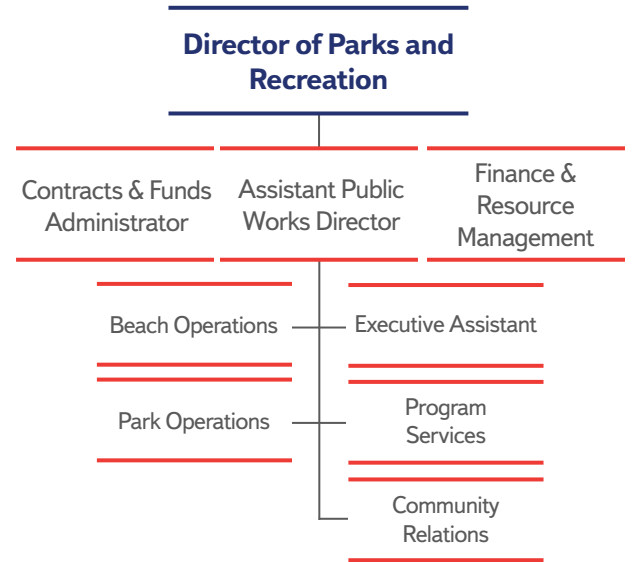 Director of Parks and
Recreation
Contracts & Funds
Administrator
Assistant Public
Works Director
Finance &
Resource
Management
Beach Operations
Executive Assistant
Park Operations
Program
Services
Community
Relations